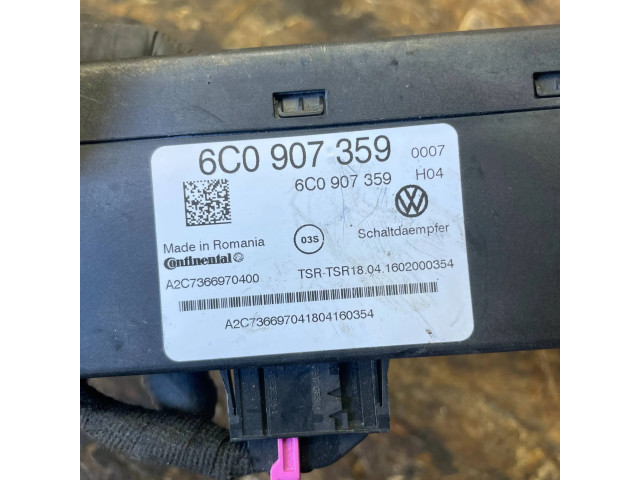 6C0 907 359 0007
6C0 907 359 H04
Made in Romania 03S Schaltdaempfer
Continental
A2C7366970400 TSR-TSR18.04.1602000354
A2C736697041804160354